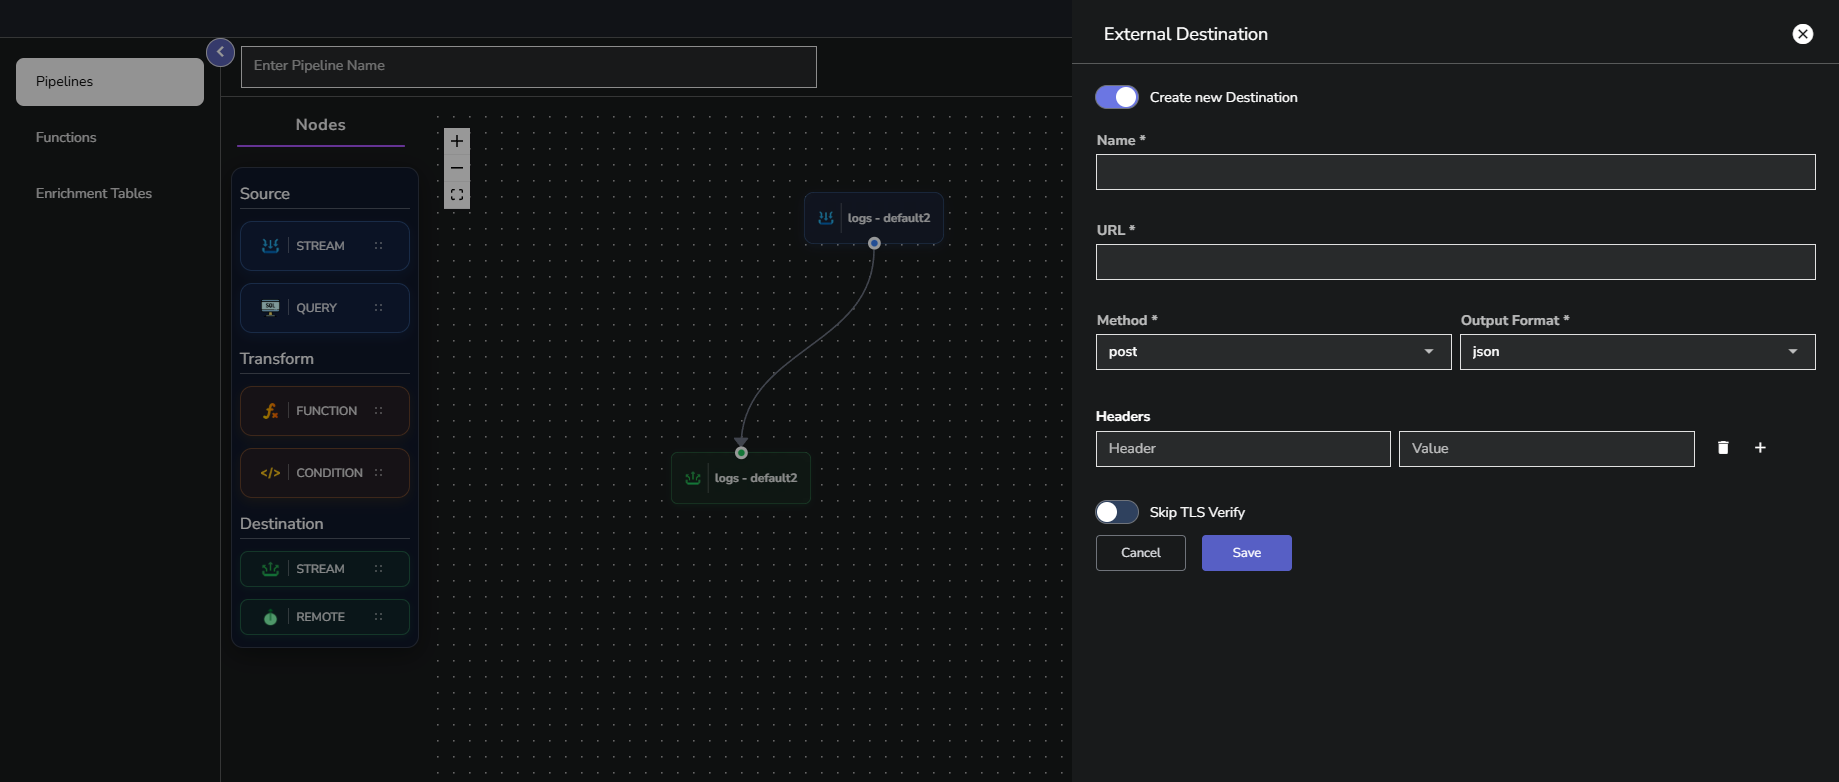 External Destination
Enter Pipeline Name
Pipelines
Functions
Enrichment Tables
Nodes
Source
STREAM
QUERY
Transform
FUNCTION
CONDITION
Destination
STREAM
REMOTE
logs - default2
logs - default2
Create new Destination
Name *
URL *
Method * Output Format *
post json
Headers
Header Value
Skip TLS Verify
Cancel Save